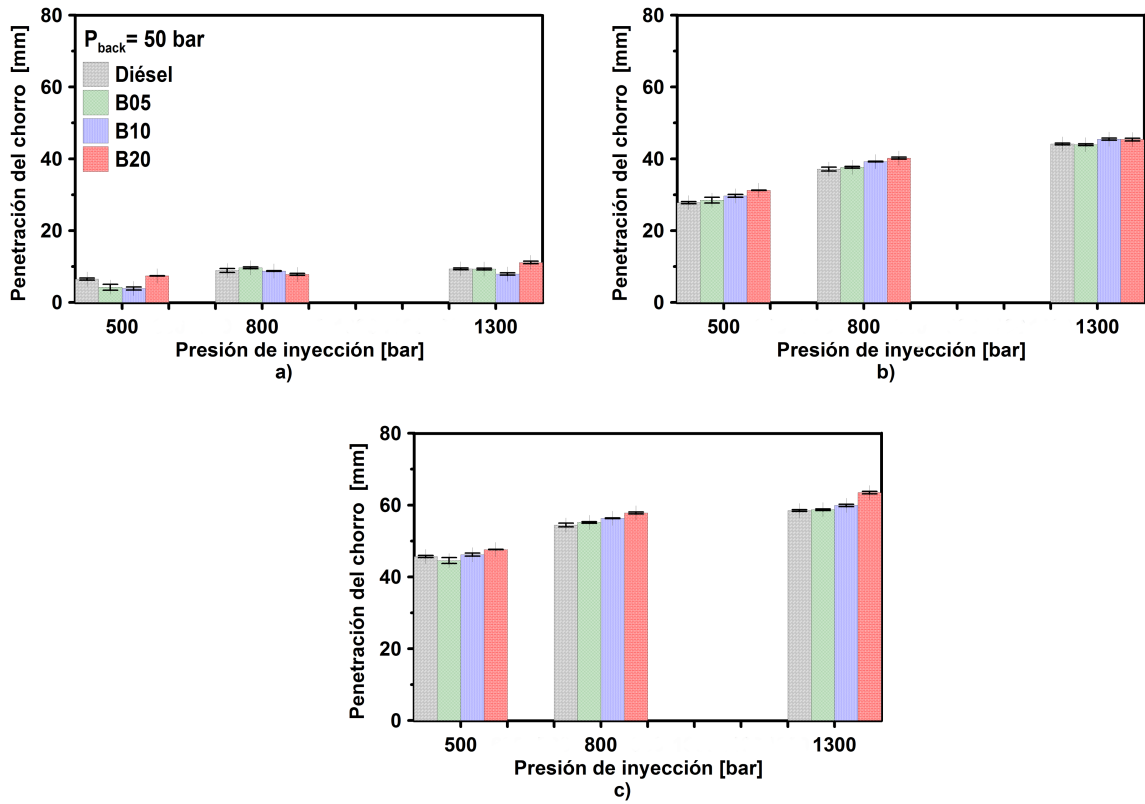 80
60
40
20
0
Penetración del chorro [mm]
P_back= 50 bar
Diésel
B05
B10
B20
500 800 1300
Presión de inyección [bar]
a)
80
60
40
20
0
Penetración del chorro [mm]
500 800 1300
Presión de inyección [bar]
b)
80
60
40
20
0
Penetración del chorro [mm]
500 800 1300
Presión de inyección [bar]
c)